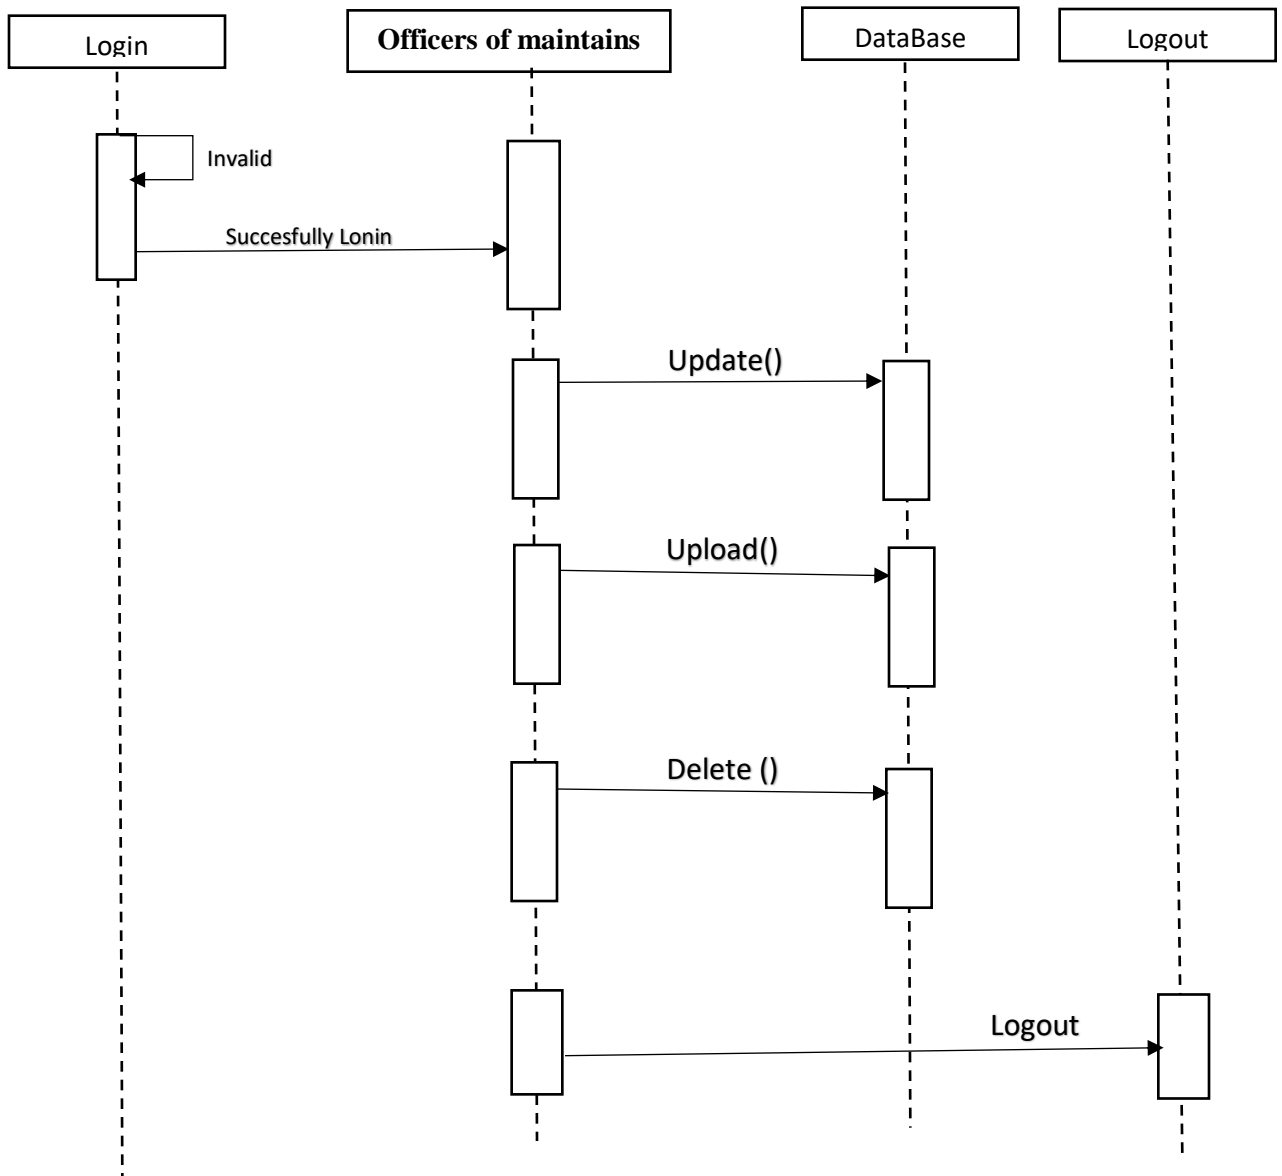 Login
Officers of maintains
DataBase
Logout
Invalid
Succesfully Lonin
Update()
Upload()
Delete ()
Logout